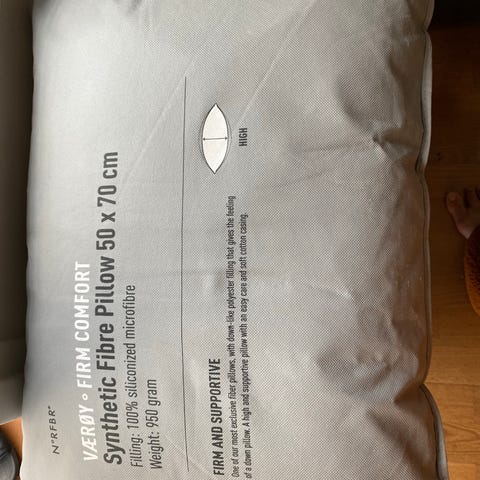 N°RFBR°
VÆRØY ∘ FIRM COMFORT
Synthetic Fibre Pillow 50 x 70 cm
Filling: 100% siliconized microfibre
Weight: 950 gram
HIGH
FIRM AND SUPPORTIVE
One of our most exclusive fiber pillows, with down-like polyester filling that gives the feeling
of a down pillow. A high and supportive pillow with an easy care and soft cotton casing.